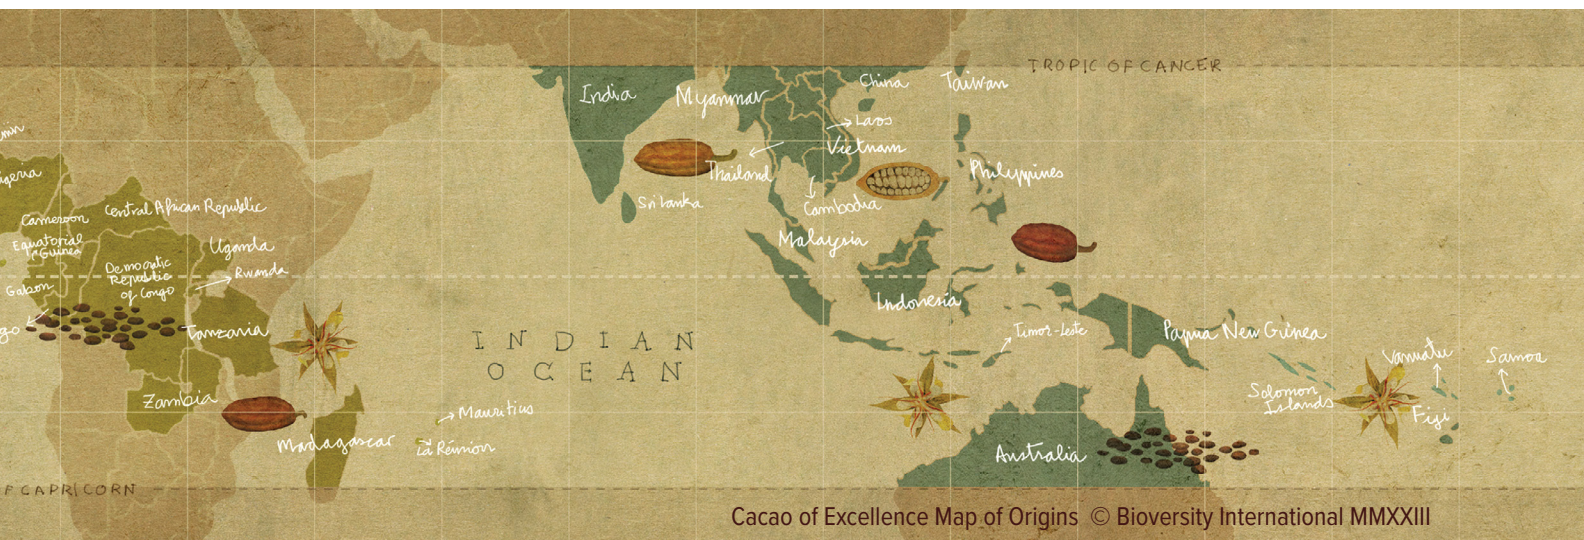 TROPIC OF CANCER
India
Myanmar
China
Taiwan
Laos
Vietnam
Thailand
Philippines
Sri Lanka
Cambodia
Malaysia
Indonesia
Timor-Leste
Papua New Guinea
Vanuatu
Samoa
Solomon
Islands
Fiji
Australia
Cameroon
Central African Republic
Equatorial
Guinea
Uganda
Democratic
Republic
of Congo
Rwanda
Gabon
Tanzania
INDIAN
OCEAN
Zambia
Mauritius
Madagascar
La Réunion
CAPRICORN
Cacao of Excellence Map of Origins © Bioversity International MMXXIII